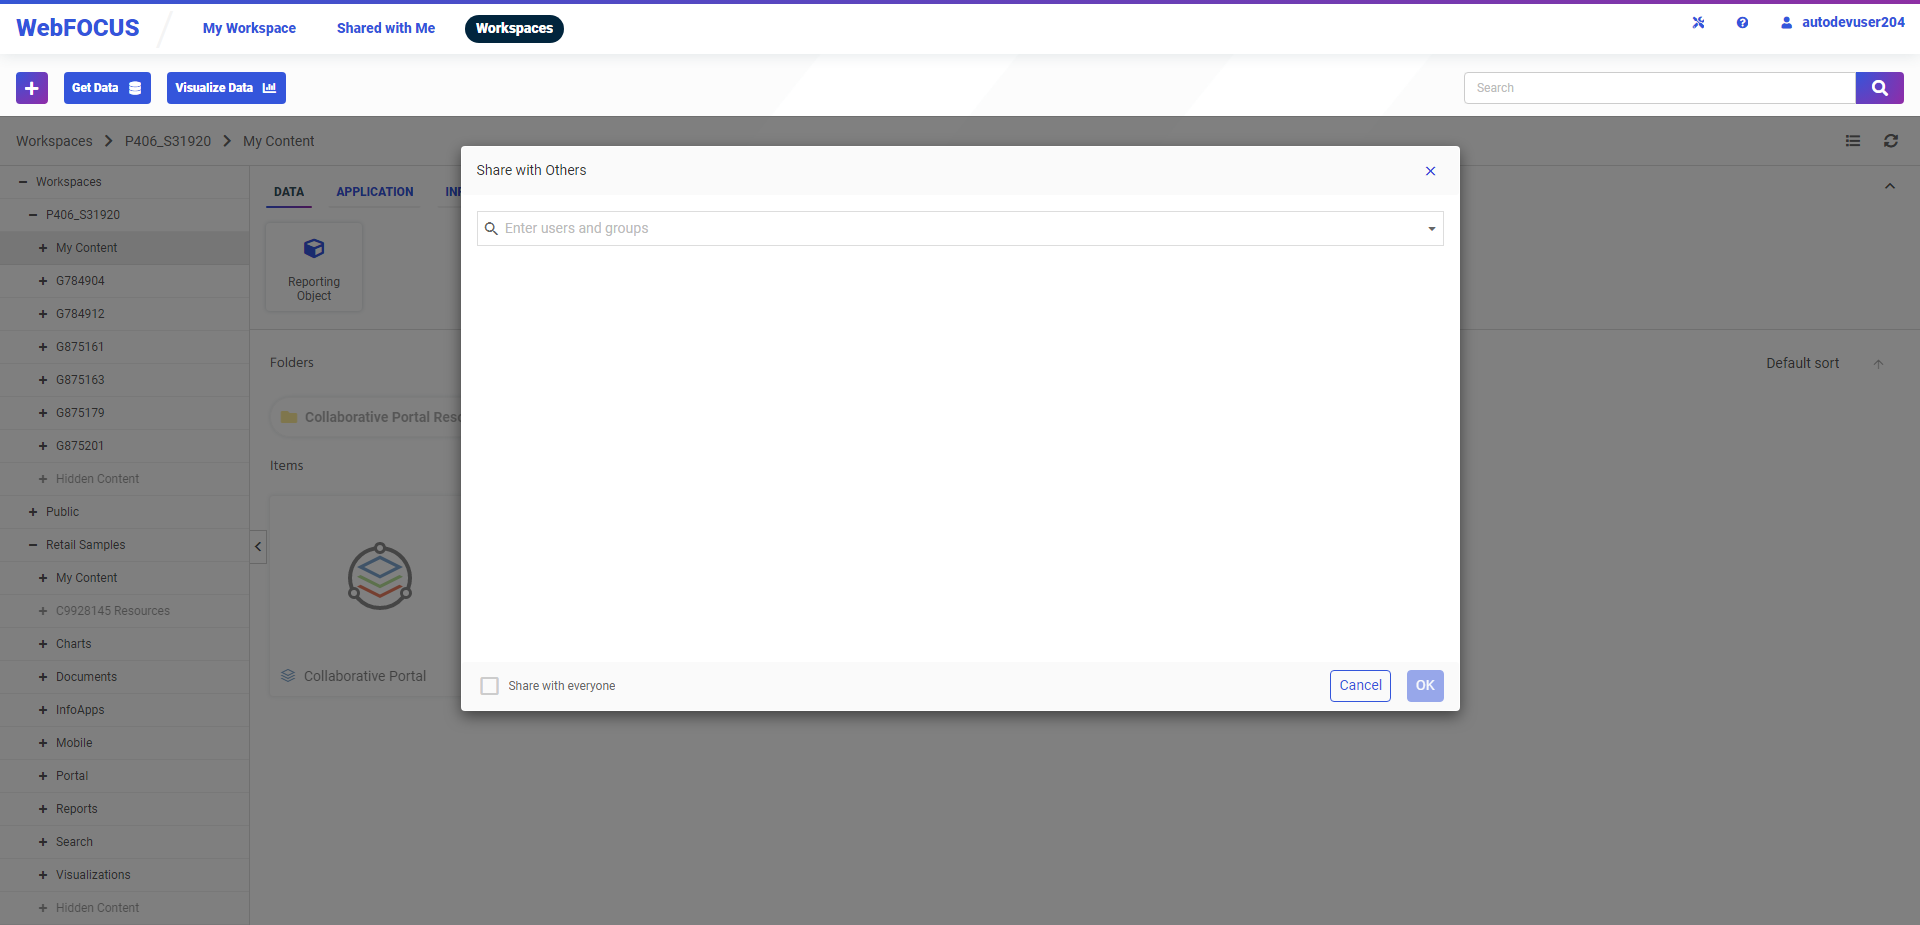 WebFOCUS
My Workspace
Shared with Me
Workspaces
autodevuser204
Get Data
Visualize Data
Search
Workspaces > P406_S31920 > My Content
Workspaces
P406_S31920
My Content
G784904
G784912
G875161
G875163
G875179
G875201
Hidden Content
Public
Retail Samples
My Content
C9928145 Resources
Charts
Documents
InfoApps
Mobile
Portal
Reports
Search
Visualizations
Hidden Content
DATA
APPLICATION
Reporting
Object
Folders
Default sort
Collaborative Portal
Items
Collaborative Portal
Share with Others
Enter users and groups
Share with everyone
Cancel
OK